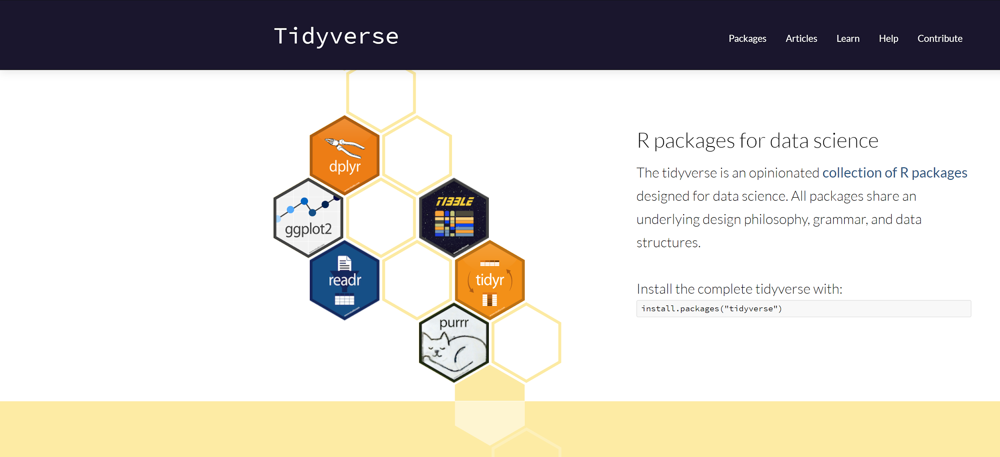 Tidyverse
Packages Articles Learn Help Contribute
dplyr
ggplot2
TIBBLE
readr
tidyr
purrr
R packages for data science
The tidyverse is an opinionated collection of R packages
designed for data science. All packages share an
underlying design philosophy, grammar, and data
structures.
Install the complete tidyverse with:
install.packages("tidyverse")